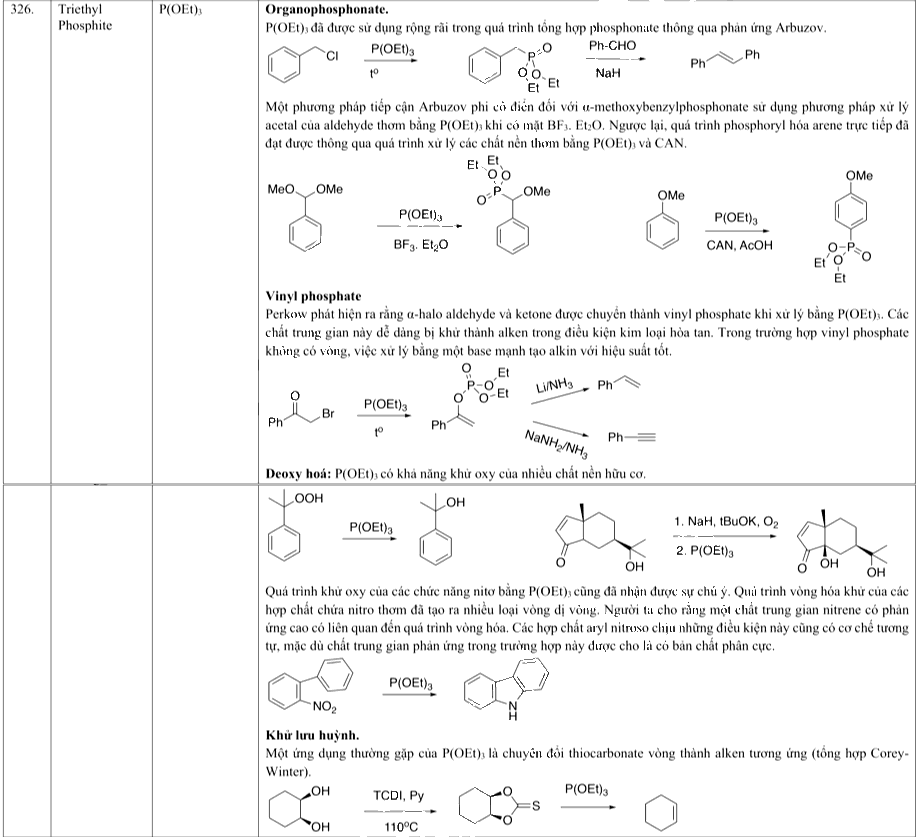 326.
Triethyl
Phosphite
P(OEt)₃
Organophosphonate.
P(OEt)₃ đã được sử dụng rộng rãi trong quá trình tổng hợp phosphonate thông qua phản ứng Arbuzov.
Cl
P(OEt)₃
t⁰
P
O
O
O
Et
Et
Ph-CHO
NaH
Ph
Ph
Một phương pháp tiếp cận Arbuzov phi cổ điển đối với α-methoxybenzylphosphonate sử dụng phương pháp xử lý
acetal của aldehyde thơm bằng P(OEt)₃ khi có mặt BF₃. Et₂O. Ngược lại, quá trình phosphoryl hóa arene trực tiếp đã
đạt được thông qua quá trình xử lý các chất nền thơm bằng P(OEt)₃ và CAN.
MeO
OMe
P(OEt)₃
BF₃. Et₂O
Et
Et
O
O
P
O
OMe
OMe
P(OEt)₃
CAN, AcOH
OMe
O
P
O
O
Et
Et
Vinyl phosphate
Perkow phát hiện ra rằng α-halo aldehyde và ketone được chuyển thành vinyl phosphate khi xử lý bằng P(OEt)₃. Các
chất trung gian này dễ dàng bị khử thành alken trong điều kiện kim loại hòa tan. Trong trường hợp vinyl phosphate
không có vòng, việc xử lý bằng một base mạnh tạo alkin với hiệu suất tốt.
O
Ph
Br
P(OEt)₃
t⁰
O
P
O
Et
O
O
Et
Ph
Li/NH₃
Ph
NaNH₂/NH₃
Ph
Deoxy hoá: P(OEt)₃ có khả năng khử oxy của nhiều chất nền hữu cơ.
OOH
P(OEt)₃
OH
O
OH
1. NaH, tBuOK, O₂
2. P(OEt)₃
O
OH
OH
Quá trình khử oxy của các chức năng nitơ bằng P(OEt)₃ cũng đã nhận được sự chú ý. Quá trình vòng hóa khử của các
hợp chất chứa nitro thơm đã tạo ra nhiều loại vòng dị vòng. Người ta cho rằng một chất trung gian nitrene có phản
ứng cao có liên quan đến quá trình vòng hóa. Các hợp chất aryl nitroso chịu những điều kiện này cũng có cơ chế tương
tự, mặc dù chất trung gian phản ứng trong trường hợp này được cho là có bản chất phân cực.
NO₂
P(OEt)₃
N
H
Khử lưu huỳnh.
Một ứng dụng thường gặp của P(OEt)₃ là chuyển đổi thiocarbonate vòng thành alken tương ứng (tổng hợp Corey-
Winter).
OH
OH
TCDI, Py
110⁰C
O
O
S
P(OEt)₃